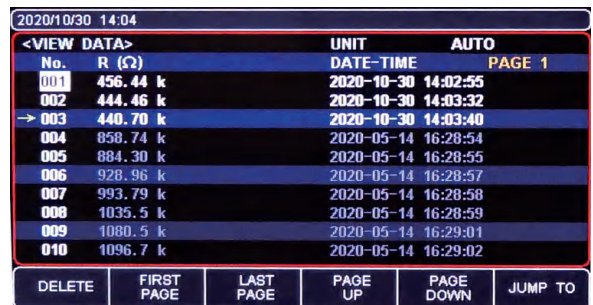 2020/10/30 14:04
<VIEW DATA> UNIT AUTO
No. R (Ω) DATE-TIME PAGE 1
001 456.44 k 2020-10-30 14:02:55
002 444.46 k 2020-10-30 14:03:32
→ 003 440.70 k 2020-10-30 14:03:40
004 858.74 k 2020-05-14 16:28:54
005 884.30 k 2020-05-14 16:28:55
006 928.96 k 2020-05-14 16:28:57
007 993.79 k 2020-05-14 16:28:58
008 1035.5 k 2020-05-14 16:28:59
009 1080.5 k 2020-05-14 16:29:01
010 1096.7 k 2020-05-14 16:29:02
DELETE FIRST PAGE LAST PAGE PAGE UP PAGE DOWN JUMP TO